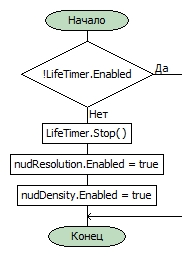 Начало
!LifeTimer.Enabled
Да
Нет
LifeTimer.Stop()
nudResolution.Enabled = true
nudDensity.Enabled = true
Конец